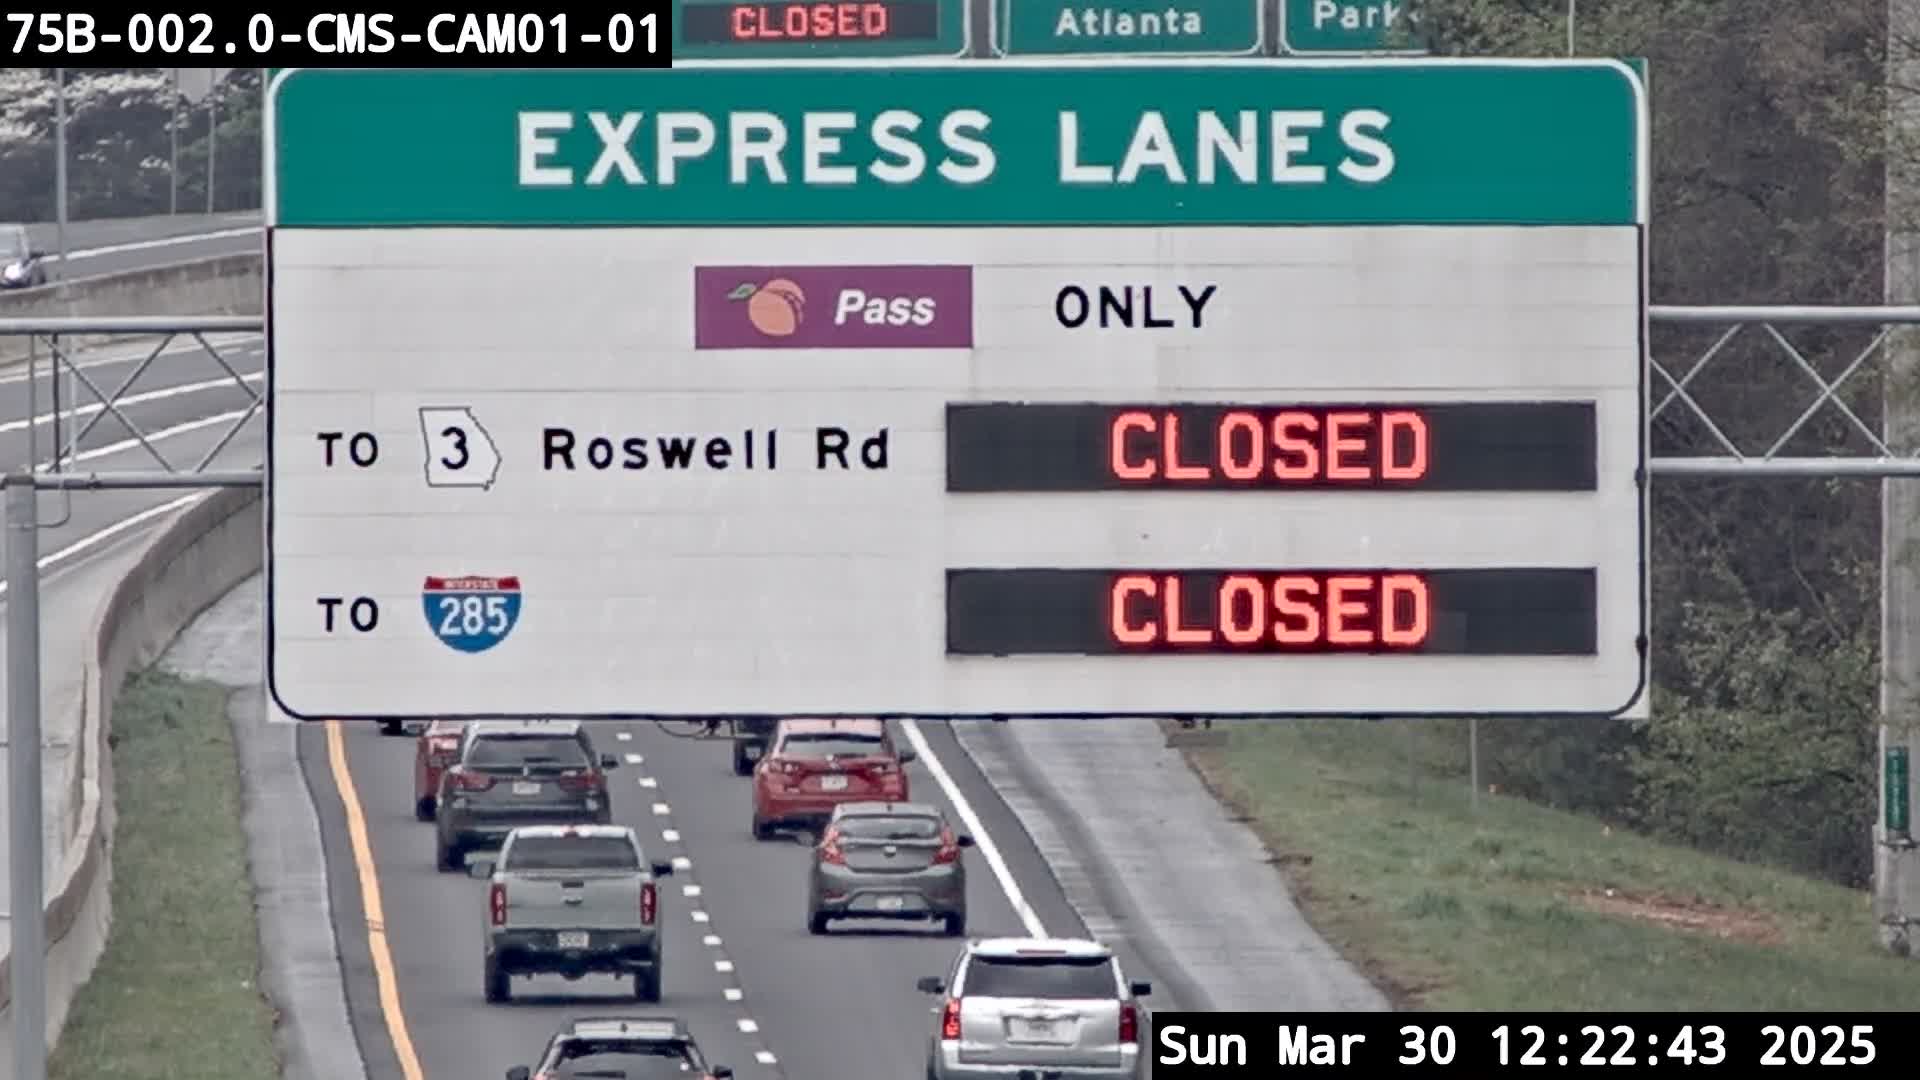 75B-002.0-CMS-CAM01-01
CLOSED
Atlanta
EXPRESS LANES
Pass ONLY
TO 3 Roswell Rd CLOSED
INTERSTATE
TO 285 CLOSED
Sun Mar 30 12:22:43 2025